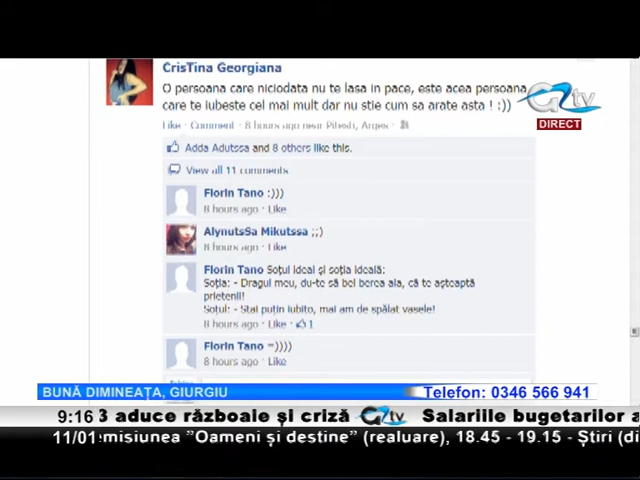 CrisTina Georgiana
O persoana care niciodata nu te lasa in pace, este acea persoana
care te iubeste cel mai mult dar nu stie cum sa arate asta ! :))
Like · Comment · 8 hours ago near Pitesti, Arges ·
Gztv
DIRECT
Adda Adutssa and 8 others like this.
View all 11 comments
Florin Tano :)))
8 hours ago · Like
AlynutsSa Mikutssa ;;)
8 hours ago · Like
Florin Tano Soțul ideal și soția ideală:
Soția: - Dragul meu, du-te să bei berea aia, că te așteaptă
prietenii!
Soțul: - Stai puțin iubito, mai am de spălat vasele!
8 hours ago · Like · 1
Florin Tano =))))
8 hours ago · Like
BUNĂ DIMINEAȚA, GIURGIU
Telefon: 0346 566 941
9:16 3 aduce războaie și criză Gztv Salariile bugetarilor a
11/01 emisiunea "Oameni și destine" (reluare), 18.45 - 19.15 - Știri (di